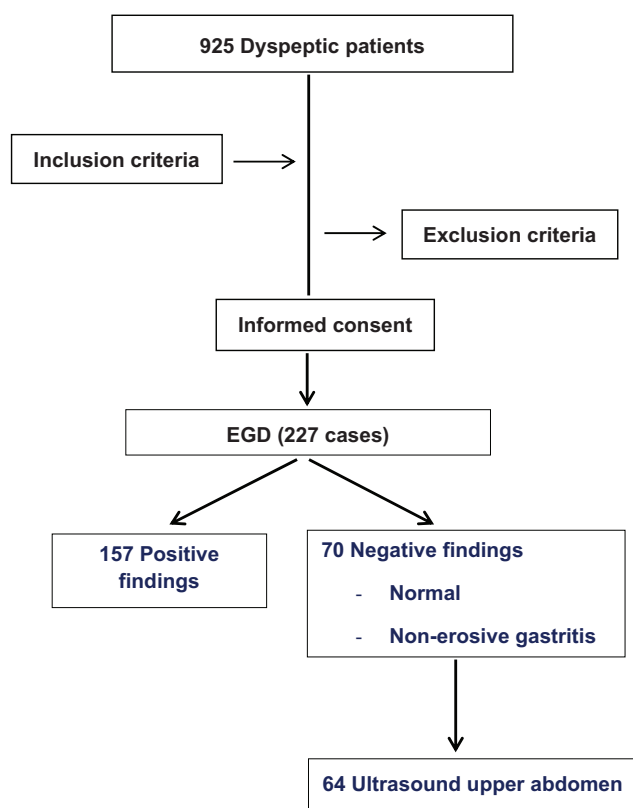 925 Dyspeptic patients
Inclusion criteria
Exclusion criteria
Informed consent
EGD (227 cases)
157 Positive
findings
70 Negative findings
- Normal
- Non-erosive gastritis
64 Ultrasound upper abdomen